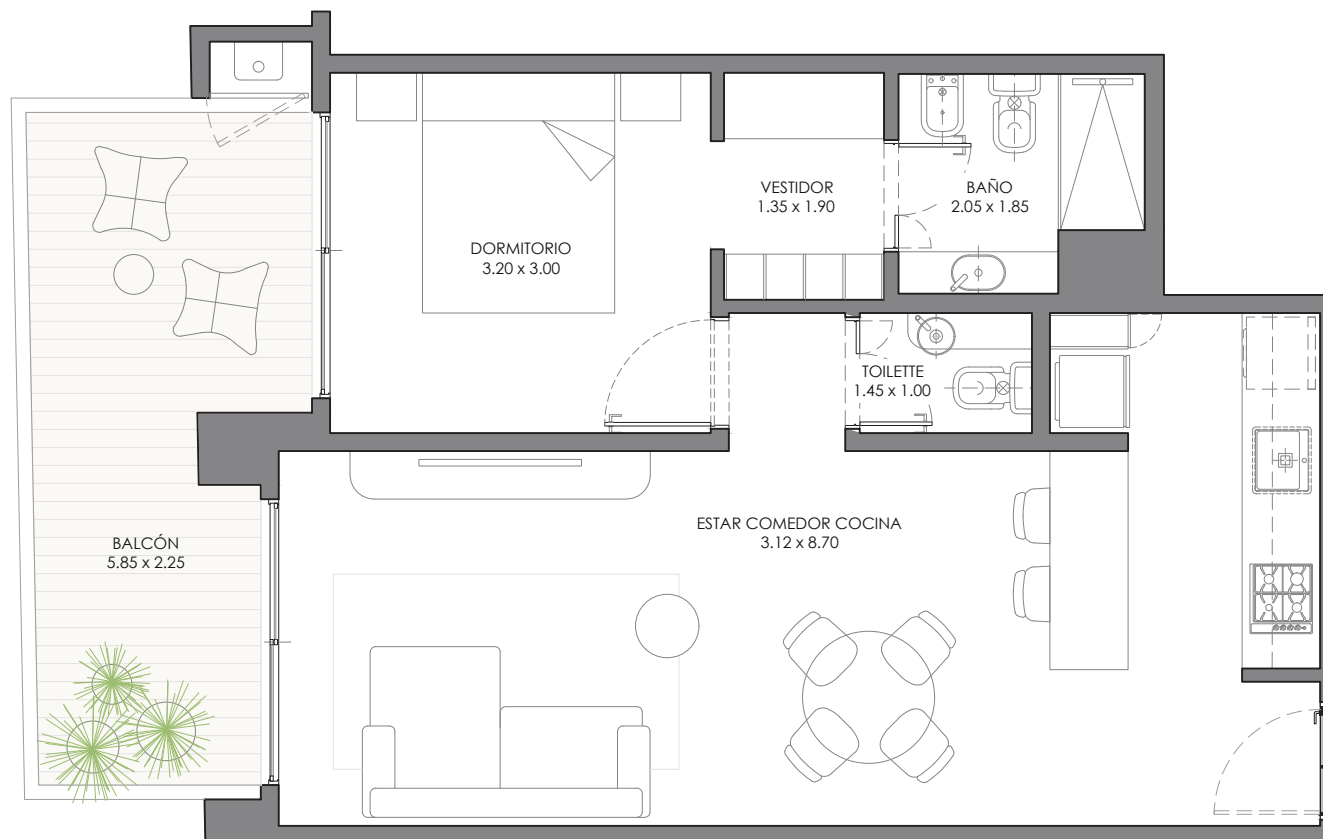 VESTIDOR
1.35 x 1.90
BAÑO
2.05 x 1.85
DORMITORIO
3.20 x 3.00
TOILETTE
1.45 x 1.00
ESTAR COMEDOR COCINA
3.12 x 8.70
BALCÓN
5.85 x 2.25